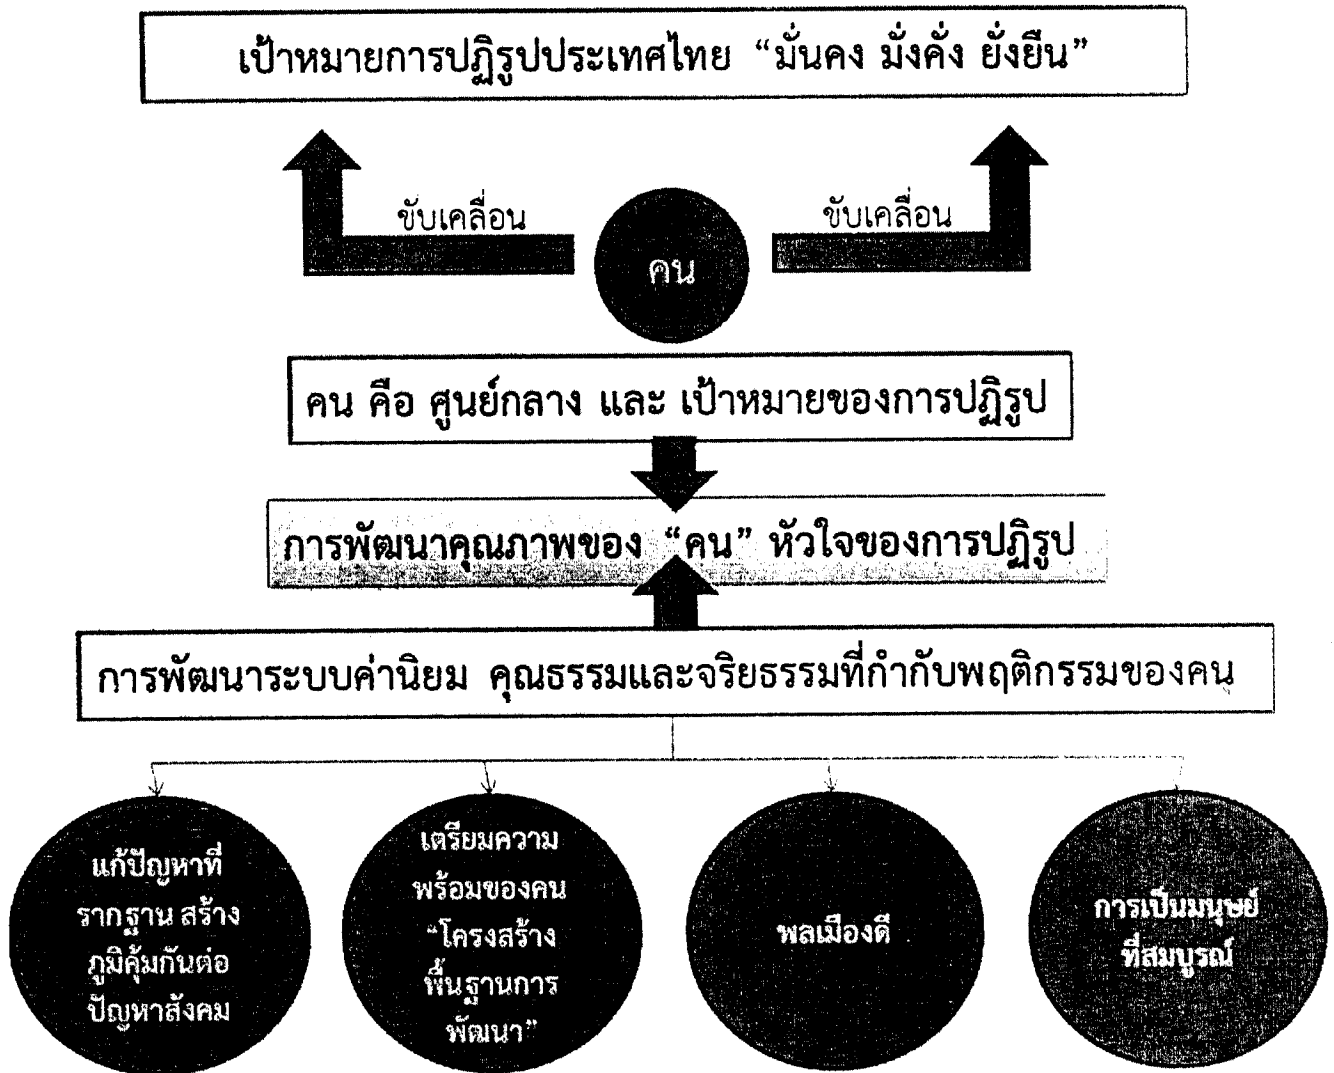 เป้าหมายการปฏิรูปประเทศไทย “มั่นคง มั่งคั่ง ยั่งยืน”
ขับเคลื่อน
คน
ขับเคลื่อน
คน คือ ศูนย์กลาง และ เป้าหมายของการปฏิรูป
การพัฒนาคุณภาพของ “คน” หัวใจของการปฏิรูป
การพัฒนาระบบค่านิยม คุณธรรมและจริยธรรมที่กำกับพฤติกรรมของคน
แก้ปัญหาที่
รากฐาน สร้าง
ภูมิคุ้มกันต่อ
ปัญหาสังคม
เตรียมความ
พร้อมของคน
“โครงสร้าง
พื้นฐานการ
พัฒนา”
พลเมืองดี
การเป็นมนุษย์
ที่สมบูรณ์